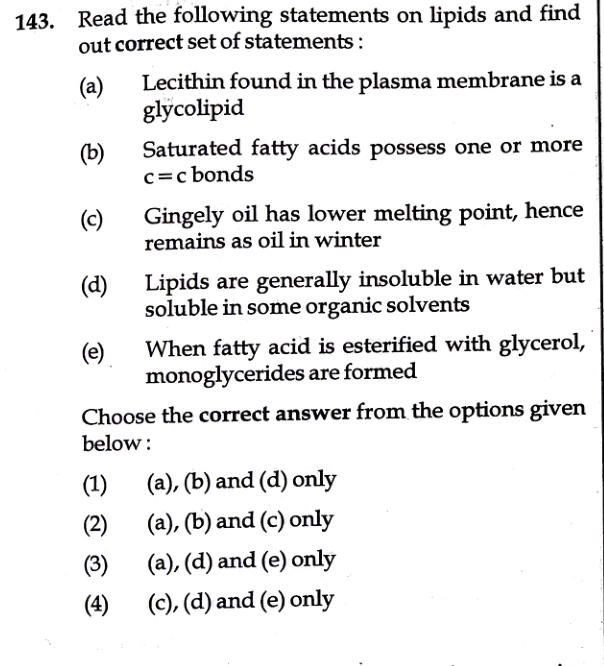 143. Read the following statements on lipids and find
out correct set of statements :
(a) Lecithin found in the plasma membrane is a
glycolipid
(b) Saturated fatty acids possess one or more
c=c bonds
(c) Gingely oil has lower melting point, hence
remains as oil in winter
(d) Lipids are generally insoluble in water but
soluble in some organic solvents
(e) When fatty acid is esterified with glycerol,
monoglycerides are formed
Choose the correct answer from the options given
below :
(1) (a), (b) and (d) only
(2) (a), (b) and (c) only
(3) (a), (d) and (e) only
(4) (c), (d) and (e) only